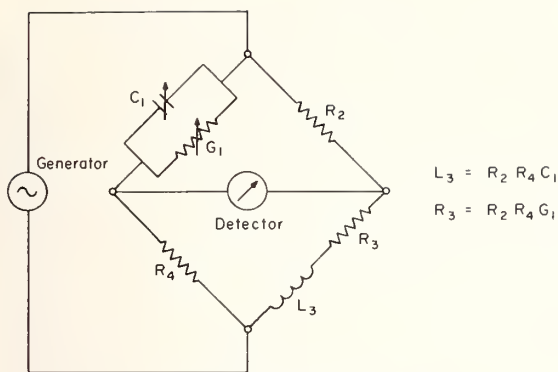 C₁
G₁
R₂
Generator
Detector
R₄
R₃
L₃
L₃ = R₂ R₄ C₁
R₃ = R₂ R₄ G₁